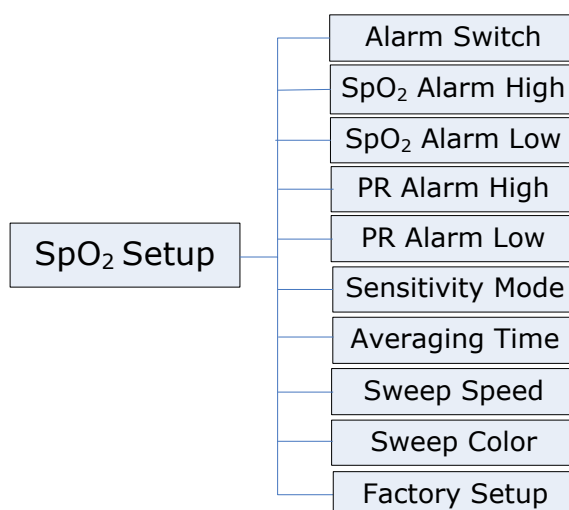 Alarm Switch
SpO₂ Alarm High
SpO₂ Alarm Low
PR Alarm High
PR Alarm Low
SpO₂ Setup
Sensitivity Mode
Averaging Time
Sweep Speed
Sweep Color
Factory Setup